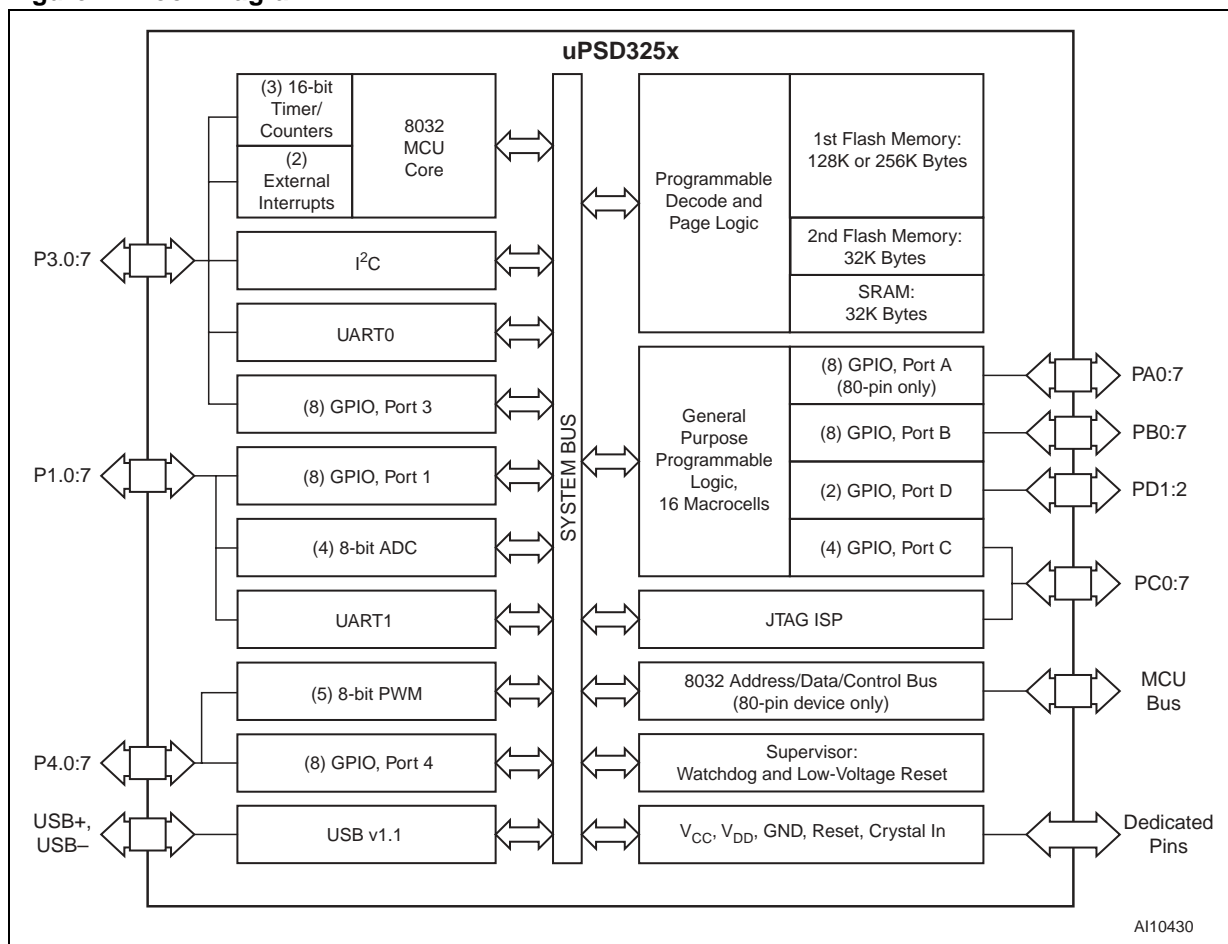 uPSD325x
(3) 16-bit
Timer/
Counters
(2)
External
Interrupts
8032
MCU
Core
I²C
UART0
(8) GPIO, Port 3
(8) GPIO, Port 1
(4) 8-bit ADC
UART1
(5) 8-bit PWM
(8) GPIO, Port 4
USB v1.1
P3.0:7
P1.0:7
P4.0:7
USB+,
USB–
SYSTEM BUS
Programmable
Decode and
Page Logic
1st Flash Memory:
128K or 256K Bytes
2nd Flash Memory:
32K Bytes
SRAM:
32K Bytes
General
Purpose
Programmable
Logic,
16 Macrocells
(8) GPIO, Port A
(80-pin only)
(8) GPIO, Port B
(2) GPIO, Port D
(4) GPIO, Port C
JTAG ISP
8032 Address/Data/Control Bus
(80-pin device only)
Supervisor:
Watchdog and Low-Voltage Reset
VCC, VDD, GND, Reset, Crystal In
PA0:7
PB0:7
PD1:2
PC0:7
MCU
Bus
Dedicated
Pins
AI10430